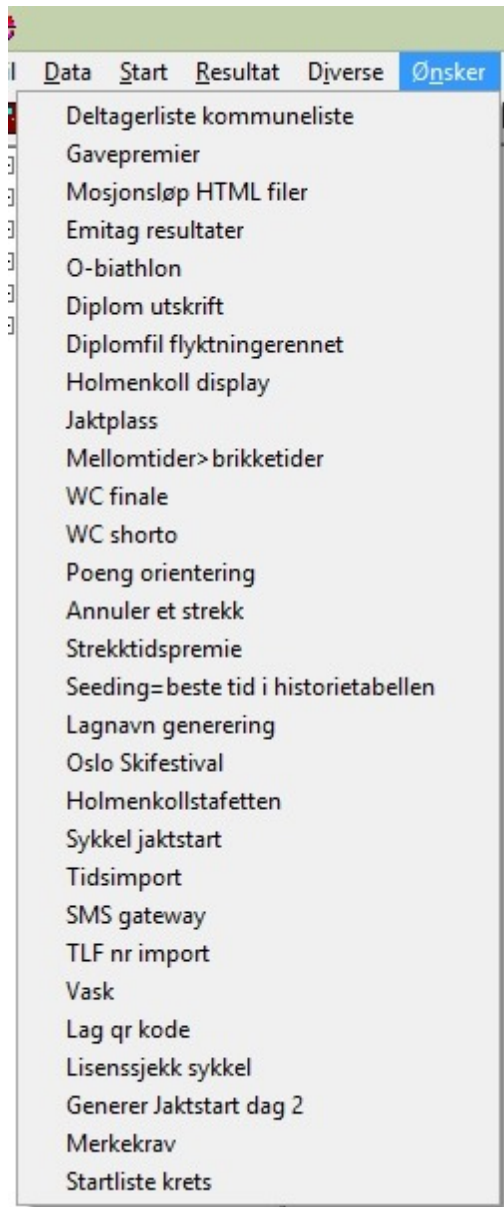 Data Start Resultat Diverse Ønsker
Deltagerliste kommuneliste
Gavepremier
Mosjonsløp HTML filer
Emitag resultater
O-biathlon
Diplom utskrift
Diplomfil flyktningerennet
Holmenkoll display
Jaktplass
Mellomtider>brikketider
WC finale
WC shorto
Poeng orientering
Annuler et strekk
Strekktidspremie
Seeding=beste tid i historietabellen
Lagnavn generering
Oslo Skifestival
Holmenkollstafetten
Sykkel jaktstart
Tidsimport
SMS gateway
TLF nr import
Vask
Lag qr kode
Lisenssjekk sykkel
Generer Jaktstart dag 2
Merkekrav
Startliste krets